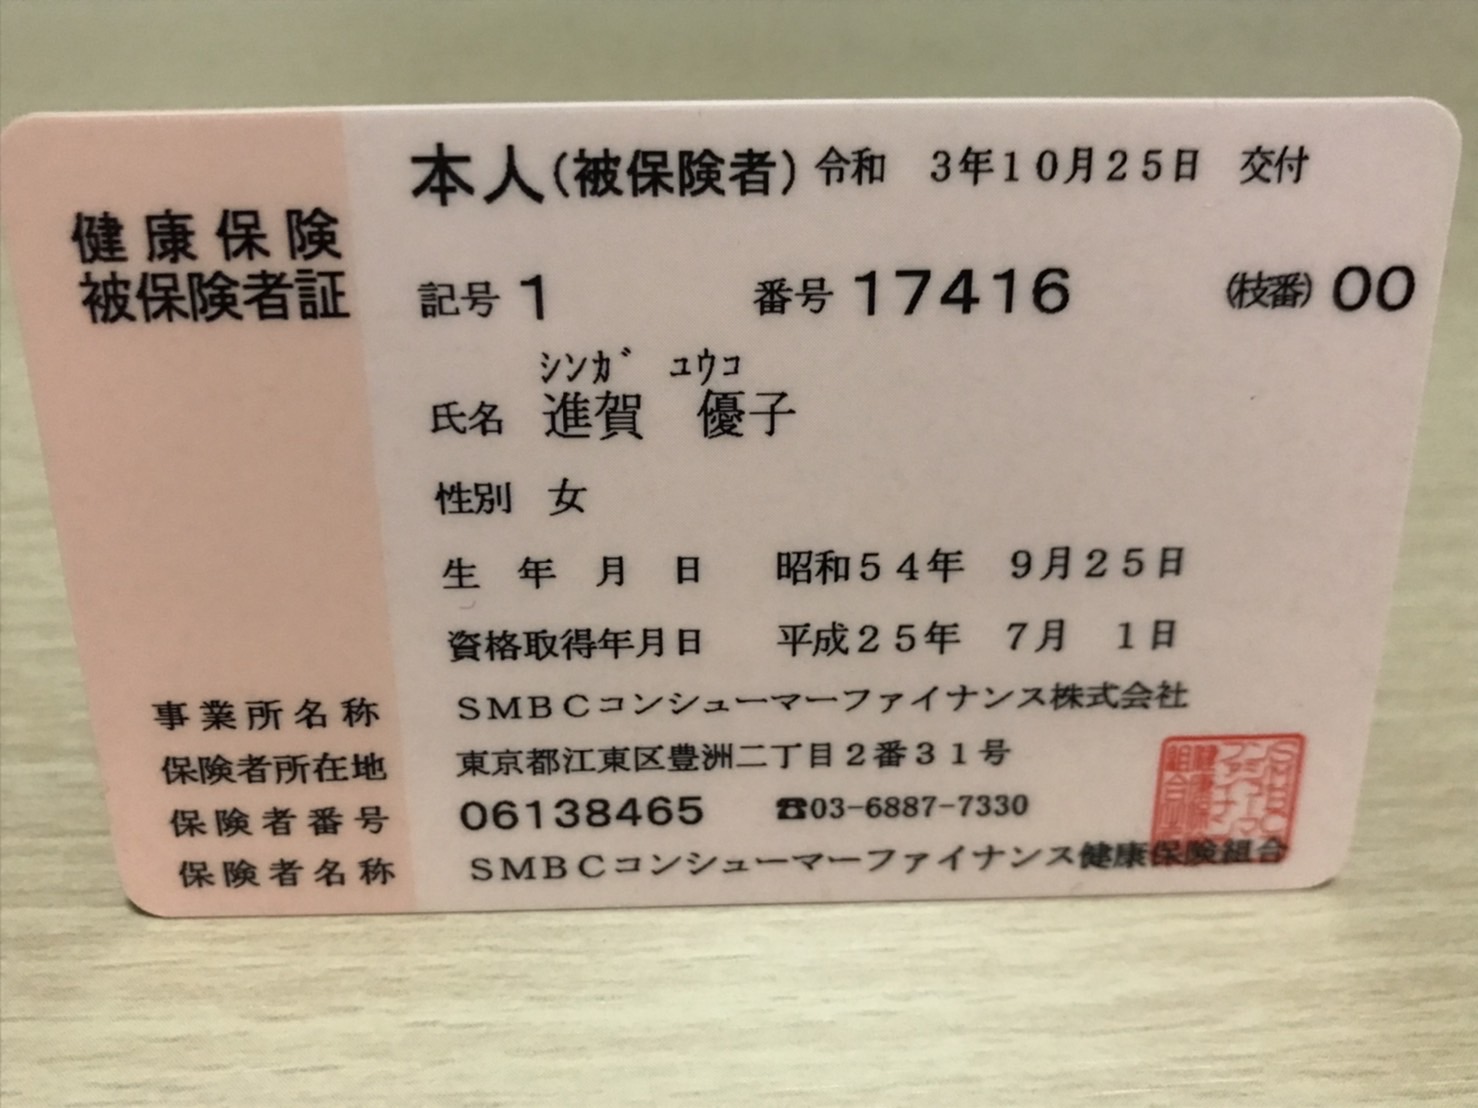 本人(被保険者) 令和 3年10月25日 交付
健康保険
被保険者証
記号 1 番号 17416 (枝番) 00
シンガ ユウコ
氏名 進賀 優子
性別 女
生年月日 昭和54年 9月25日
資格取得年月日 平成25年 7月 1日
事業所名称 SMBCコンシューマーファイナンス株式会社
保険者所在地 東京都江東区豊洲二丁目2番31号
保険者番号 06138465 ☎03-6887-7330
保険者名称 SMBCコンシューマーファイナンス健康保険組合